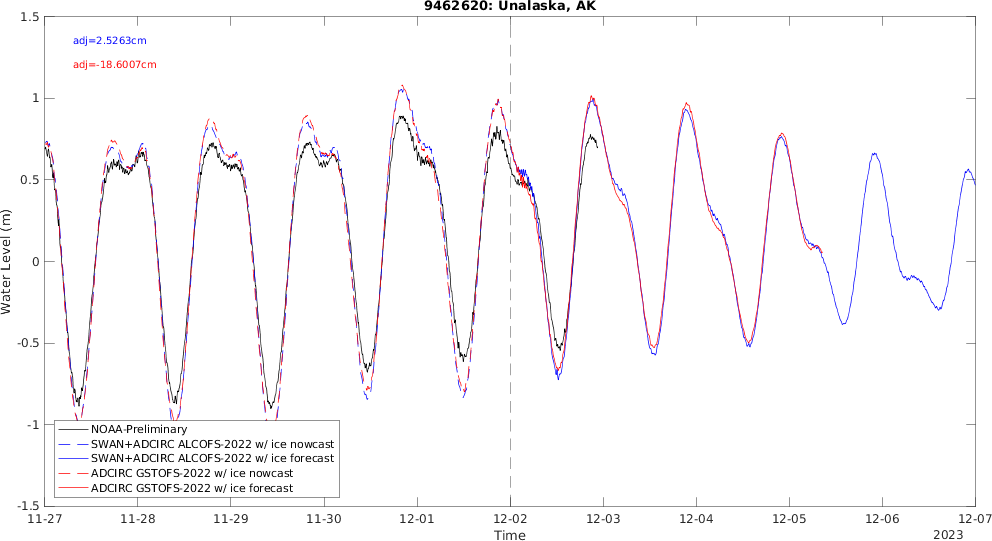 9462620: Unalaska, AK
adj=2.5263cm
adj=-18.6007cm
Water Level (m)
1.5
1
0.5
0
-0.5
-1
-1.5
NOAA-Preliminary
SWAN+ADCIRC ALCOFS-2022 w/ ice nowcast
SWAN+ADCIRC ALCOFS-2022 w/ ice forecast
ADCIRC GSTOFS-2022 w/ ice nowcast
ADCIRC GSTOFS-2022 w/ ice forecast
11-27 11-28 11-29 11-30 12-01 12-02 12-03 12-04 12-05 12-06 12-07
Time
2023